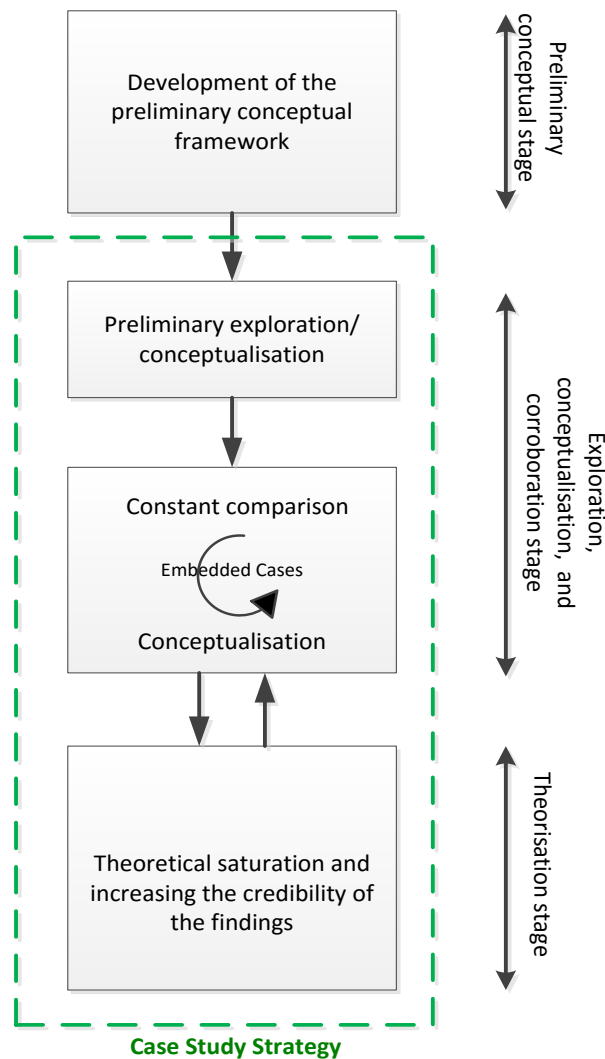 Development of the
preliminary conceptual
framework
Preliminary
conceptual stage
Preliminary exploration/
conceptualisation
Constant comparison
Embedded Cases
Conceptualisation
Exploration,
conceptualisation, and
corroboration stage
Theoretical saturation and
increasing the credibility of
the findings
Theorisation stage
Case Study Strategy